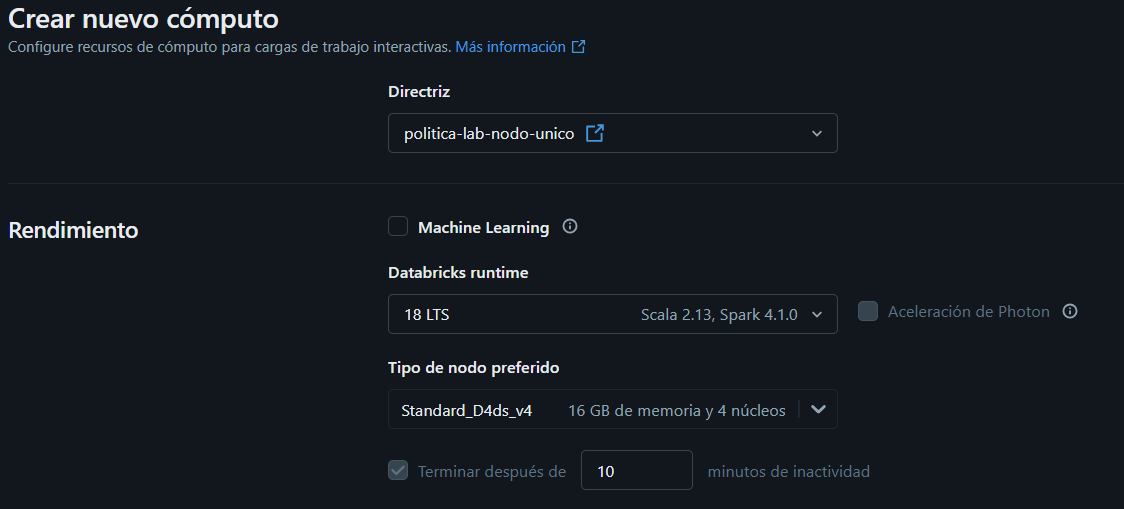 Crear nuevo cómputo
Configure recursos de cómputo para cargas de trabajo interactivas. Más información
Directriz
politica-lab-nodo-unico
Rendimiento
Machine Learning
Databricks runtime
18 LTS Scala 2.13, Spark 4.1.0
Aceleración de Photon
Tipo de nodo preferido
Standard_D4ds_v4 16 GB de memoria y 4 núcleos
Terminar después de 10 minutos de inactividad